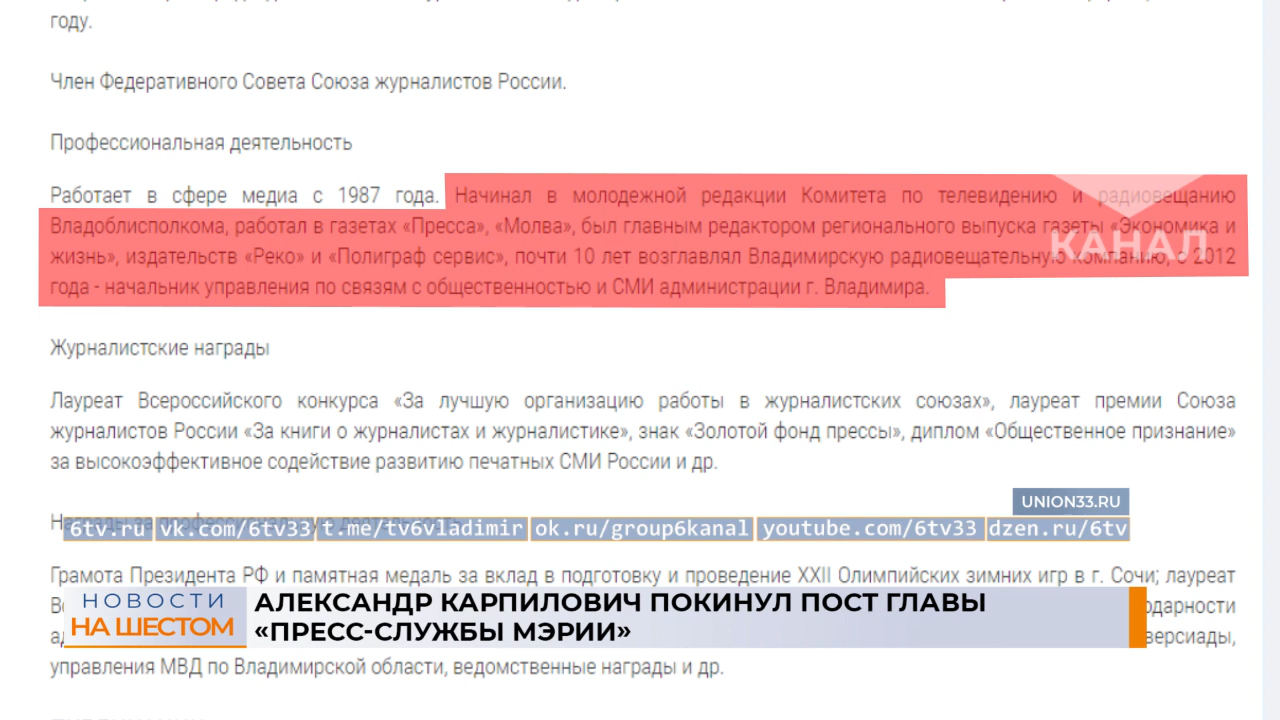 году.
Член Федеративного Совета Союза журналистов России.
Профессиональная деятельность
Работает в сфере медиа с 1987 года. Начинал в молодежной редакции Комитета по телевидению и радиовещанию
Владоблисполкома, работал в газетах «Пресса», «Молва», был главным редактором регионального выпуска газеты «Экономика и
КАНАЛ
жизнь», издательств «Реко» и «Полиграф сервис», почти 10 лет возглавлял Владимирскую радиовещательную компанию, с 2012
года - начальник управления по связям с общественностью и СМИ администрации г. Владимира.
Журналистские награды
Лауреат Всероссийского конкурса «За лучшую организацию работы в журналистских союзах», лауреат премии Союза
журналистов России «За книги о журналистах и журналистике», знак «Золотой фонд прессы», диплом «Общественное признание»
за высокоэффективное содействие развитию печатных СМИ России и др.
UNION33.RU
Награды за профессиональную деятельность
6tv.ru vk.com/6tv33 t.me/tv6vladimir ok.ru/group6kanal youtube.com/6tv33 dzen.ru/6tv
Грамота Президента РФ и памятная медаль за вклад в подготовку и проведение XXII Олимпийских зимних игр в г. Сочи; лауреат
НОВОСТИ
НА ШЕСТОМ
АЛЕКСАНДР КАРПИЛОВИЧ ПОКИНУЛ ПОСТ ГЛАВЫ
«ПРЕСС-СЛУЖБЫ МЭРИИ»
управления МВД по Владимирской области, ведомственные награды и др.